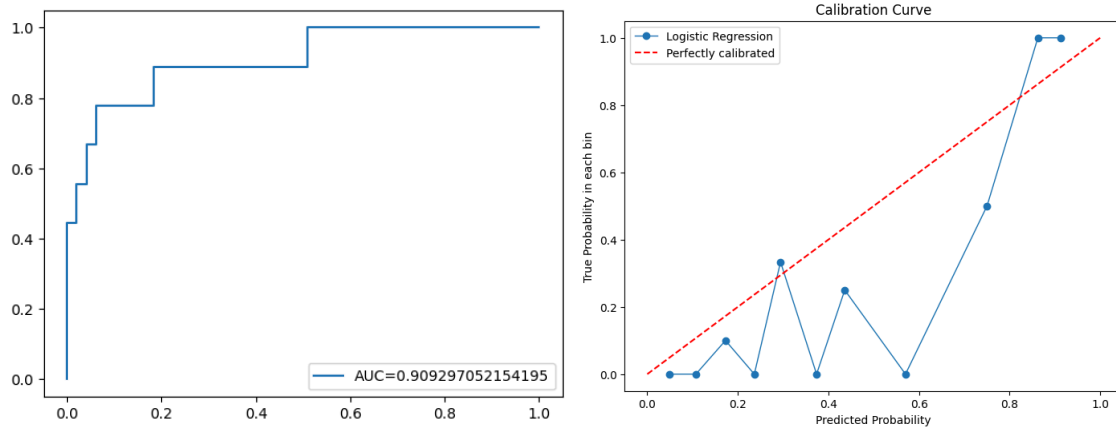 1.0
0.8
0.6
0.4
0.2
0.0
AUC=0.909297052154195
0.0 0.2 0.4 0.6 0.8 1.0
Calibration Curve
Logistic Regression
Perfectly calibrated
True Probability in each bin
1.0
0.8
0.6
0.4
0.2
0.0
0.0 0.2 0.4 0.6 0.8 1.0
Predicted Probability